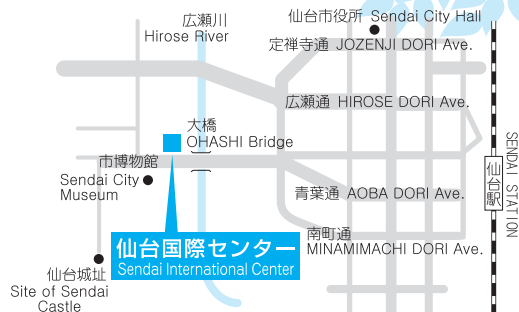 広瀬川
Hirose River
仙台市役所 Sendai City Hall
定禅寺通 JOZENJI DORI Ave.
広瀬通 HIROSE DORI Ave.
大橋
OHASHI Bridge
市博物館
Sendai City
Museum
仙台駅
SENDAI STATION
青葉通 AOBA DORI Ave.
南町通
MINAMIMACHI DORI Ave.
仙台国際センター
Sendai International Center
仙台城址
Site of Sendai
Castle